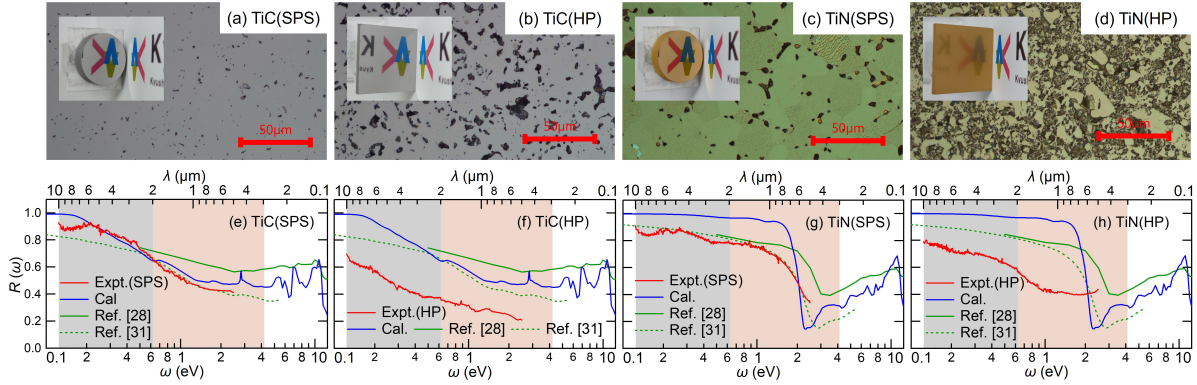 (a) TiC(SPS)
(b) TiC(HP)
(c) TiN(SPS)
(d) TiN(HP)
K
K
K
K
50μm
50μm
50μm
50μm
λ (μm)
λ (μm)
λ (μm)
λ (μm)
10 8 6 4 2 1 8 6 4 2 0.1
10 8 6 4 2 1 8 6 4 2 0.1
10 8 6 4 2 1 8 6 4 2 0.1
10 8 6 4 2 1 8 6 4 2 0.1
R (ω)
1.0
0.8
0.6
0.4
0.2
0.0
(e) TiC(SPS)
Expt.(SPS)
Cal
Ref. [28]
Ref. [31]
(f) TiC(HP)
Expt.(HP)
Cal. Ref. [28] Ref. [31]
(g) TiN(SPS)
Expt.(SPS)
Cal.
Ref. [28]
Ref. [31]
(h) TiN(HP)
Expt.(HP)
Cal.
Ref. [28]
Ref. [31]
0.1 2 4 6 8 1.0 2 4 6 8 10
0.1 2 4 6 8 1.0 2 4 6 8 10
0.1 2 4 6 8 1.0 2 4 6 8 10
0.1 2 4 6 8 1 2 4 6 8 10
ω (eV)
ω (eV)
ω (eV)
ω (eV)